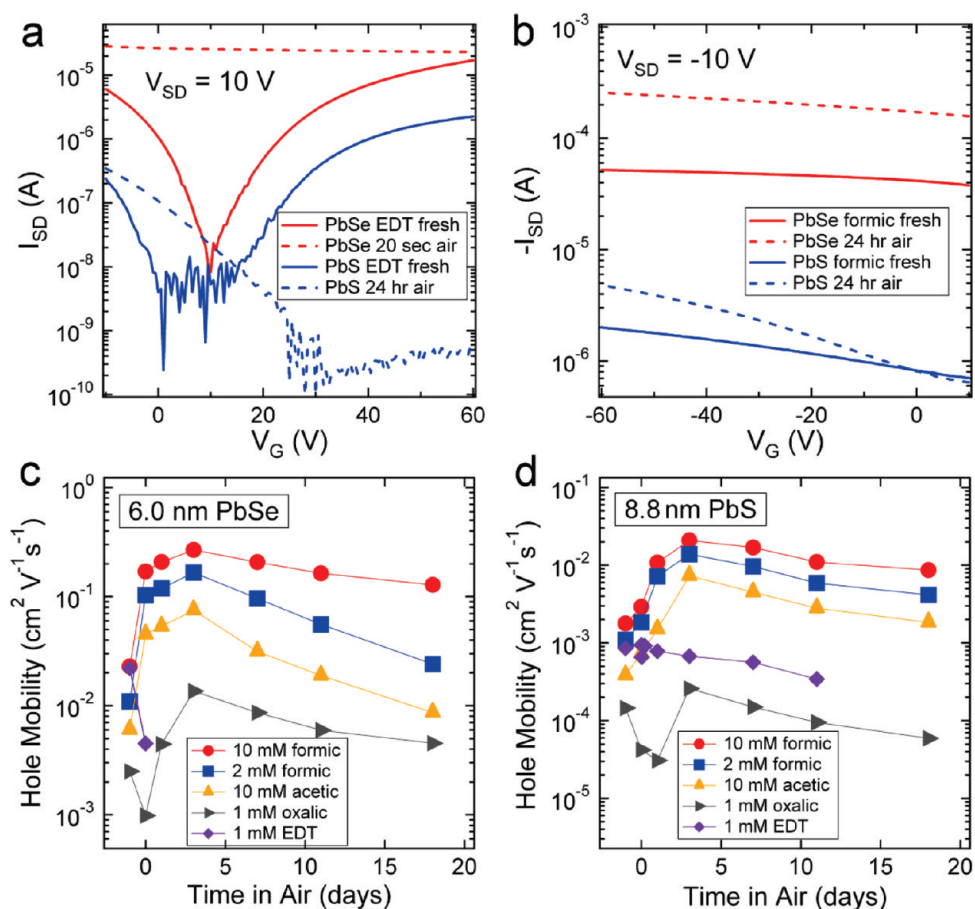 a
V_SD = 10 V
I_SD (A)
10^-5
10^-6
10^-7
10^-8
10^-9
10^-10
PbSe EDT fresh
PbSe 20 sec air
PbS EDT fresh
PbS 24 hr air
0
20
40
60
V_G (V)
b
V_SD = -10 V
-I_SD (A)
10^-3
10^-4
10^-5
10^-6
PbSe formic fresh
PbSe 24 hr air
PbS formic fresh
PbS 24 hr air
-60
-40
-20
0
V_G (V)
c
6.0 nm PbSe
Hole Mobility (cm² V⁻¹s⁻¹)
10^0
10^-1
10^-2
10^-3
10 mM formic
2 mM formic
10 mM acetic
1 mM oxalic
1 mM EDT
0
5
10
15
20
Time in Air (days)
d
8.8 nm PbS
Hole Mobility (cm² V⁻¹s⁻¹)
10^-1
10^-2
10^-3
10^-4
10^-5
10 mM formic
2 mM formic
10 mM acetic
1 mM oxalic
1 mM EDT
0
5
10
15
20
Time in Air (days)